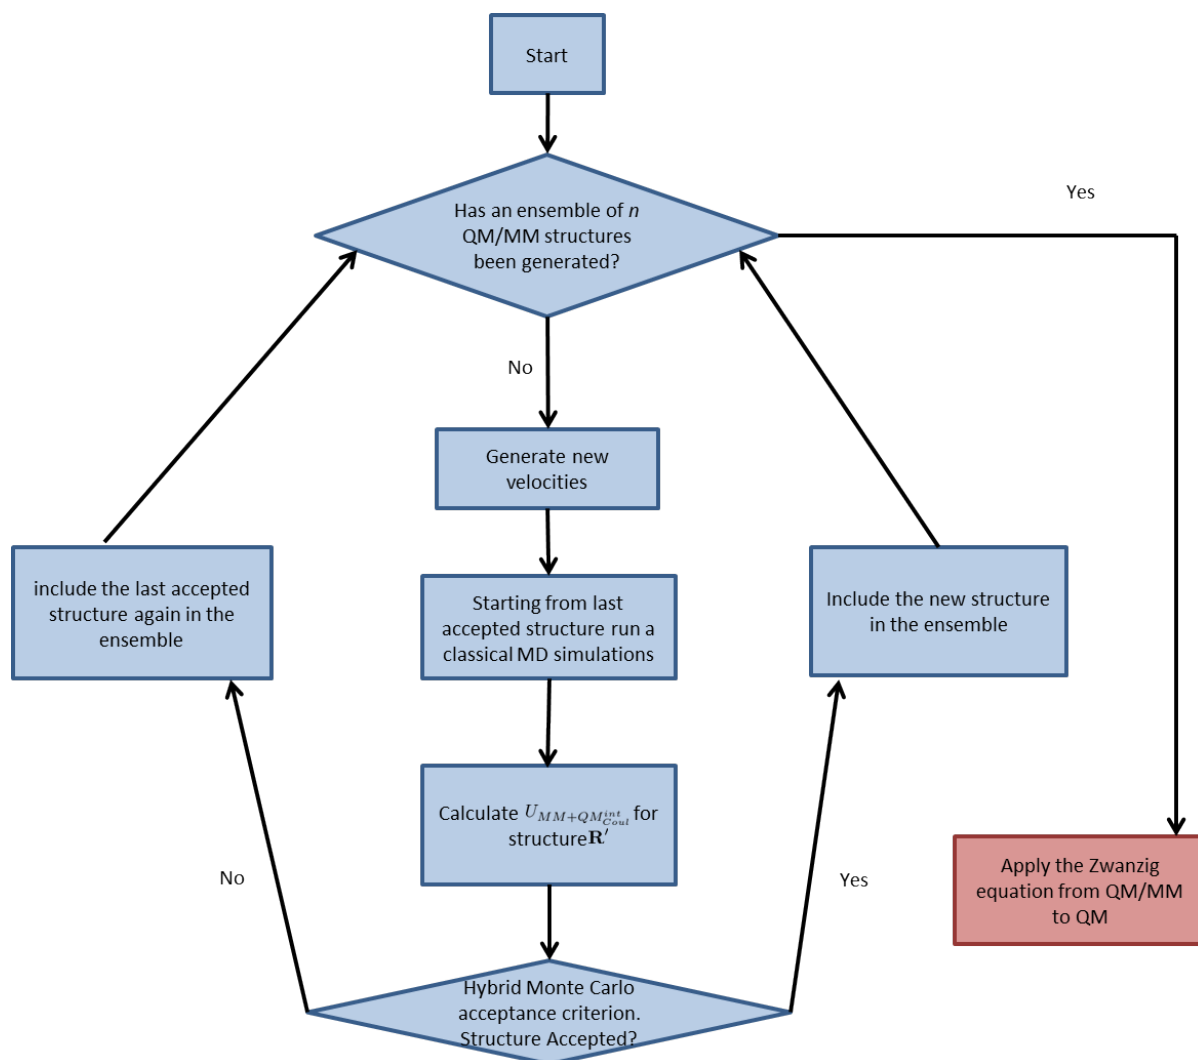 Start
Has an ensemble of n
QM/MM structures
been generated?
Yes
No
Generate new
velocities
include the last accepted
structure again in the
ensemble
Starting from last
accepted structure run a
classical MD simulations
Include the new structure
in the ensemble
Calculate U_{MM+QM^{int}_{Coul}} for
structure R′
No
Yes
Apply the Zwanzig
equation from QM/MM
to QM
Hybrid Monte Carlo
acceptance criterion.
Structure Accepted?